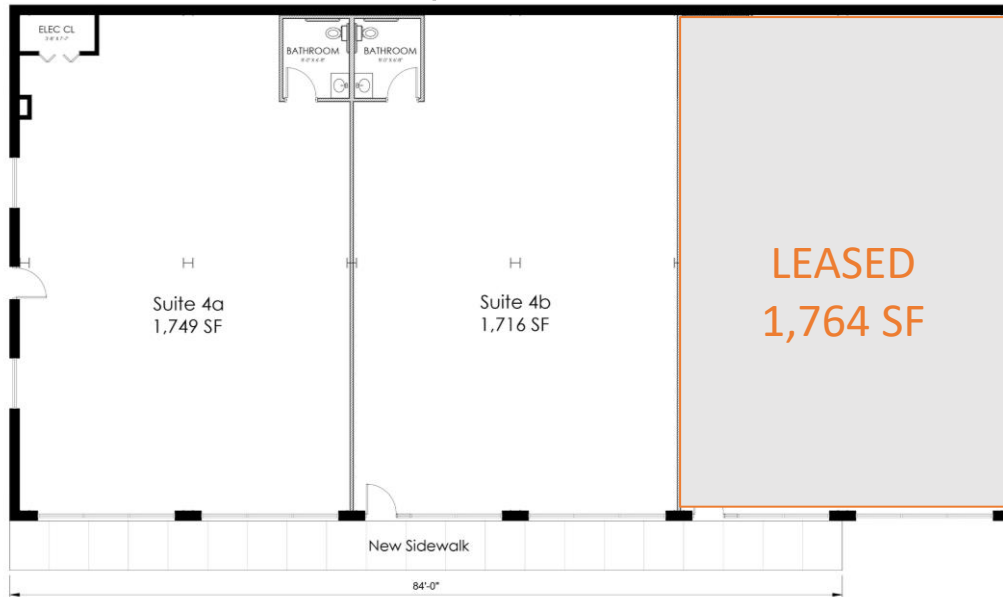 ELEC CL
BATHROOM
BATHROOM
Suite 4a
1,749 SF
Suite 4b
1,716 SF
LEASED
1,764 SF
New Sidewalk
84'-0"